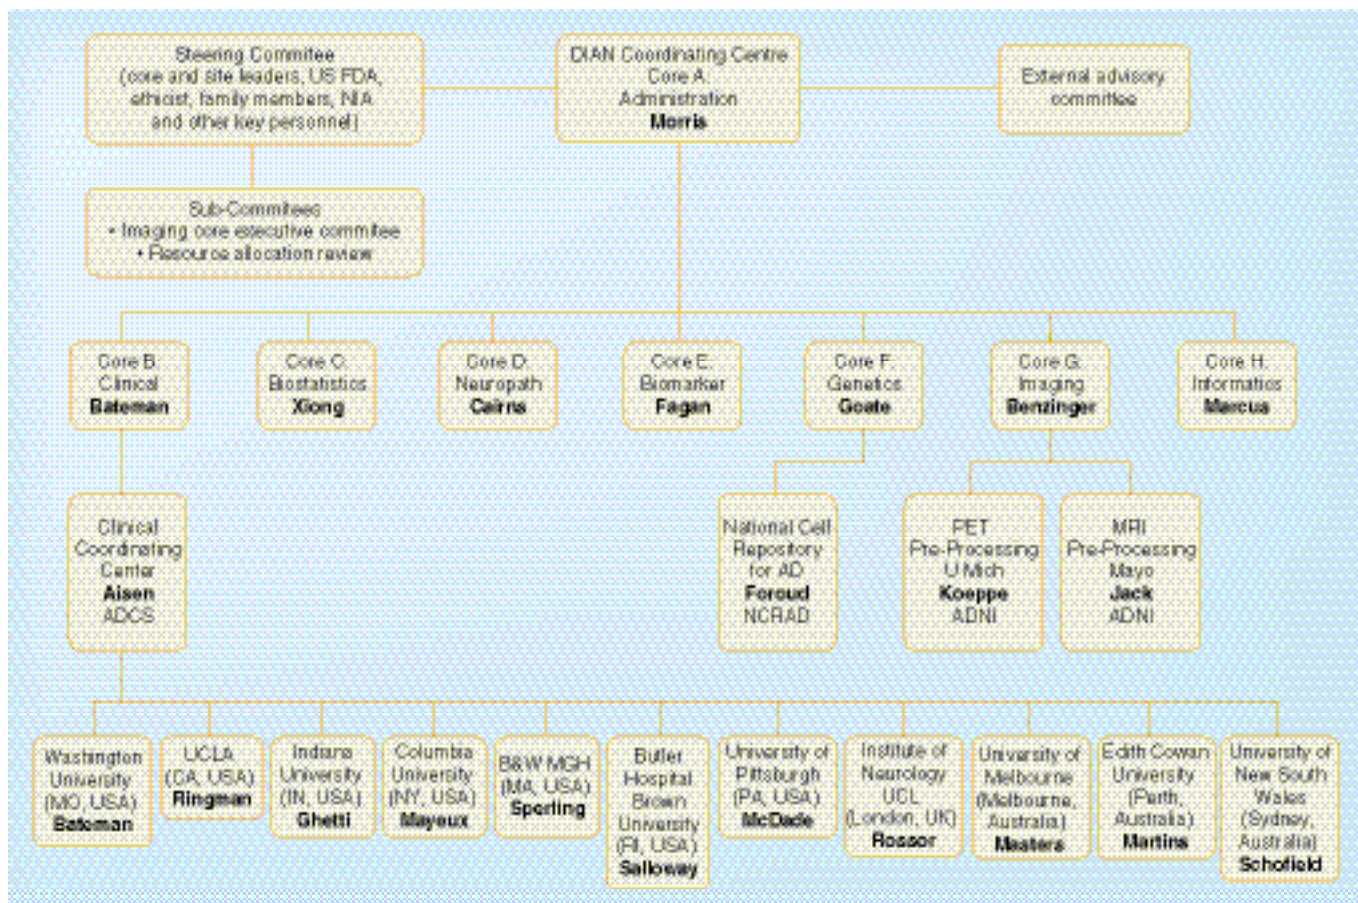 Steering Commitee
(core and site leaders, US FDA,
ethicist, family members, NIA
and other key personnel)
DIAN Coordinating Centre
Core A.
Administration
Morris
External advisory
committee
Sub-Commitees
• Imaging core executive commitee
• Resource allocation review
Core B.
Clinical
Bateman
Core C.
Biostatistics
Xiong
Core D.
Neuropath
Cairns
Core E.
Biomarker
Fagan
Core F.
Genetics
Goate
Core G.
Imaging
Benzinger
Core H.
Informatics
Marcus
Clinical
Coordinating
Center
Aisen
ADCS
National Cell
Repository
for AD
Foroud
NCRAD
PET
Pre-Processing
U Mich
Koeppe
ADNI
MRI
Pre-Processing
Mayo
Jack
ADNI
Washington
University
(MO, USA)
Bateman
UCLA
(CA, USA)
Ringman
Indiana
University
(IN, USA)
Ghetti
Columbia
University
(NY, USA)
Mayeux
B&W MGH
(MA, USA)
Sperling
Butler
Hospital
Brown
University
(RI, USA)
Salloway
University of
Pittsburgh
(PA, USA)
McDade
Institute of
Neurology
UCL
(London, UK)
Rossor
University of
Melbourne
(Melbourne,
Australia)
Masters
Edith Cowan
University
(Perth,
Australia)
Martins
University of
New South
Wales
(Sydney,
Australia)
Schofield